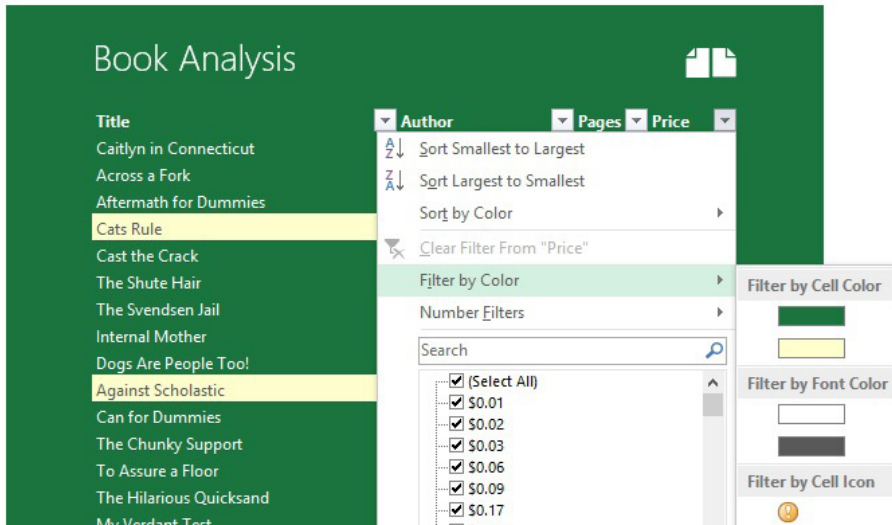 Book Analysis
Title Author Pages Price
Caitlyn in Connecticut
Across a Fork
Aftermath for Dummies
Cats Rule
Cast the Crack
The Shute Hair
The Svendsen Jail
Internal Mother
Dogs Are People Too!
Against Scholastic
Can for Dummies
The Chunky Support
To Assure a Floor
The Hilarious Quicksand
My Verdant Test
Sort Smallest to Largest
Sort Largest to Smallest
Sort by Color
Clear Filter From "Price"
Filter by Color
Number Filters
Search
(Select All)
$0.01
$0.02
$0.03
$0.06
$0.09
$0.17
Filter by Cell Color
Filter by Font Color
Filter by Cell Icon